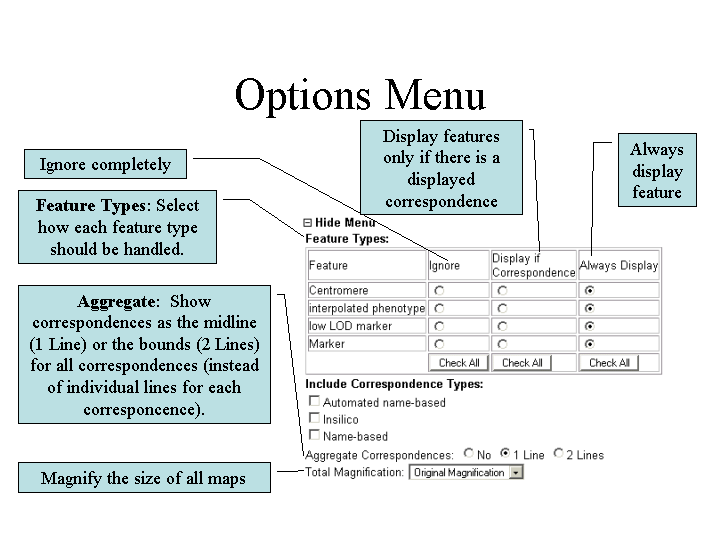 Options Menu
Ignore completely
Display features
only if there is a
displayed
correspondence
Always
display
feature
Feature Types: Select
how each feature type
should be handled.
Aggregate: Show
correspondences as the midline
(1 Line) or the bounds (2 Lines)
for all correspondences (instead
of individual lines for each
corresponcence).
Magnify the size of all maps
Hide Menu
Feature Types:
Feature Ignore Display if Correspondence Always Display
Centromere
interpolated phenotype
low LOD marker
Marker
Check All Check All Check All
Include Correspondence Types:
Automated name-based
Insilico
Name-based
Aggregate Correspondences: No 1 Line 2 Lines
Total Magnification: Original Magnification